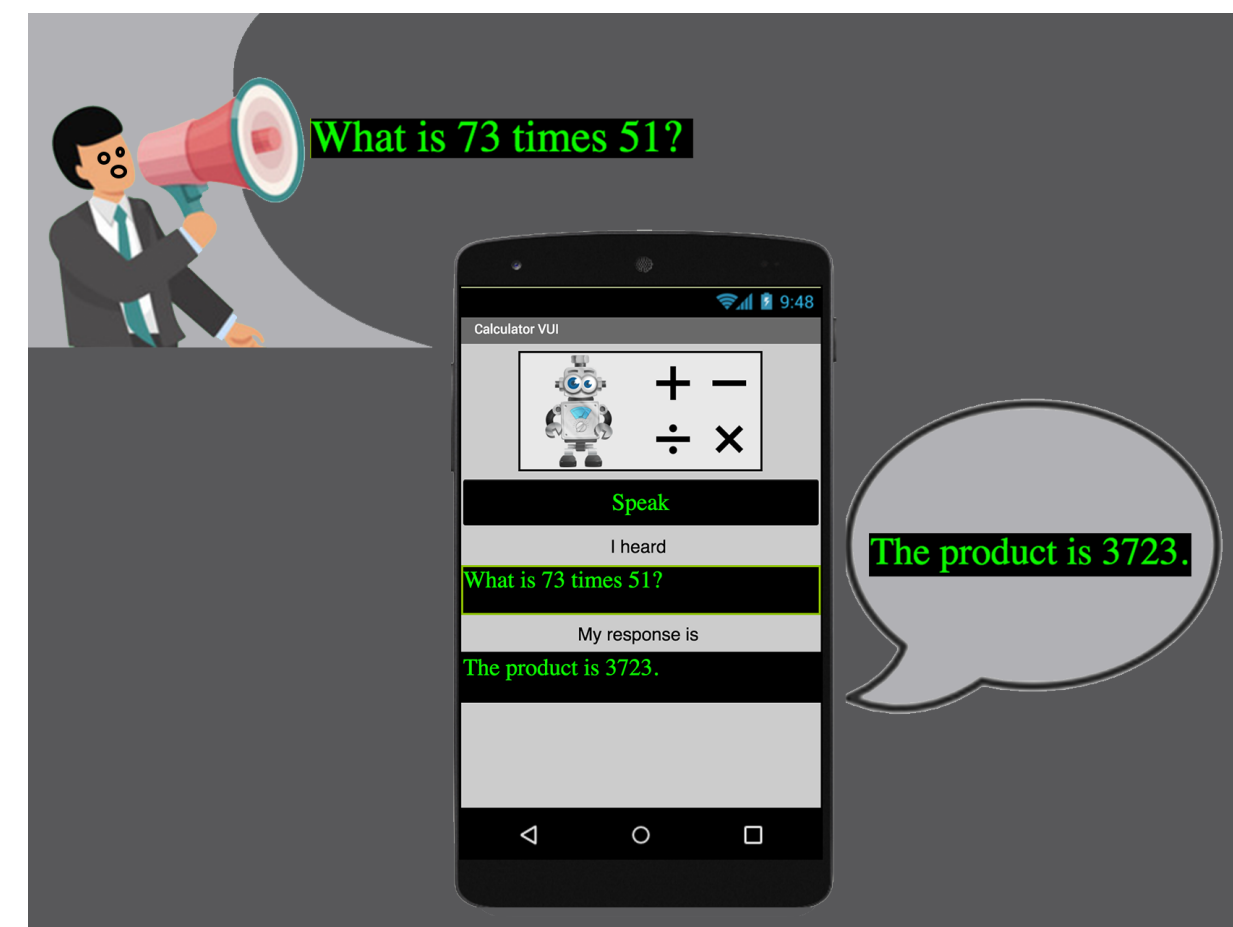 What is 73 times 51?
9:48
Calculator VUI
+ −
÷ ×
Speak
I heard
What is 73 times 51?
My response is
The product is 3723.
The product is 3723.